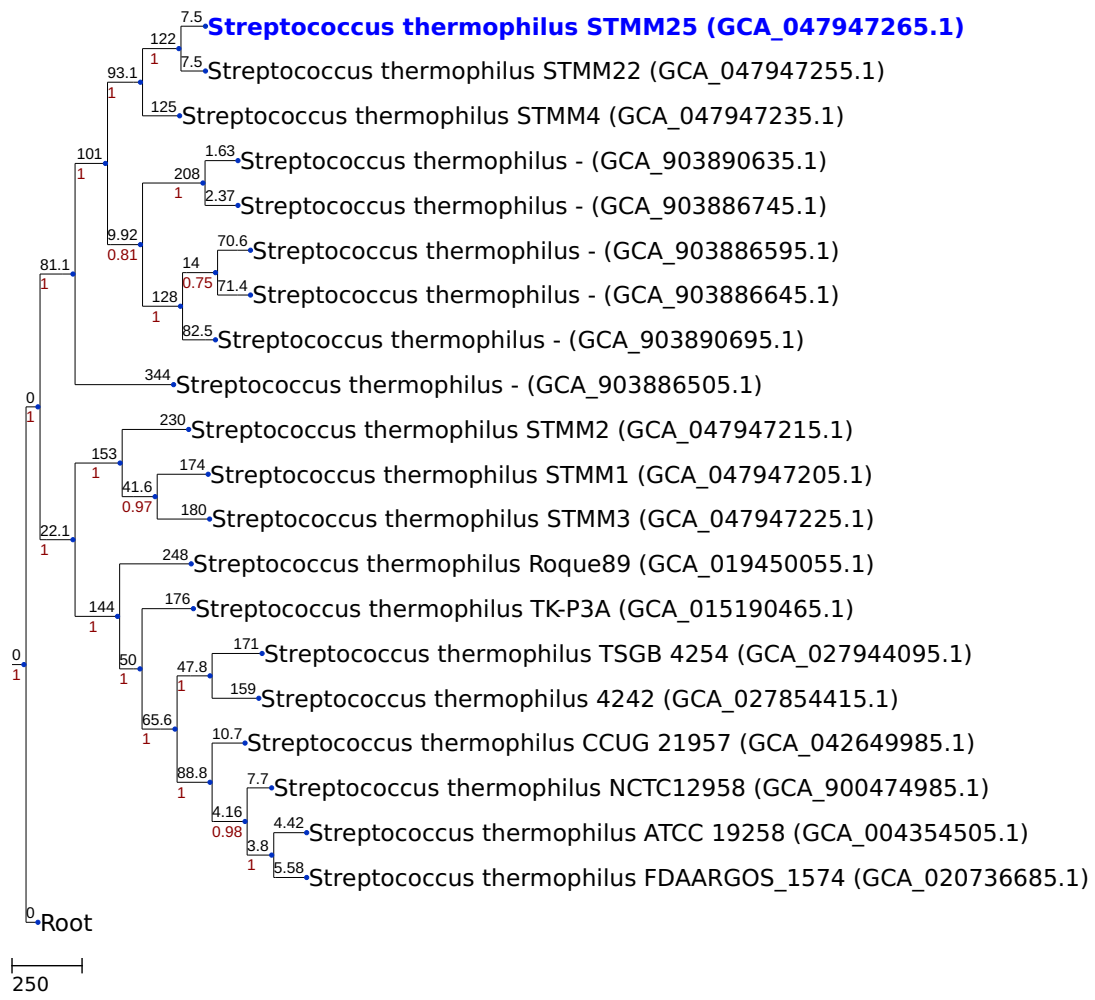 7.5
Streptococcus thermophilus STMM25 (GCA_047947265.1)
122
1
7.5
Streptococcus thermophilus STMM22 (GCA_047947255.1)
93.1
1
125
Streptococcus thermophilus STMM4 (GCA_047947235.1)
101
1
1.63
Streptococcus thermophilus - (GCA_903890635.1)
208
1
2.37
Streptococcus thermophilus - (GCA_903886745.1)
9.92
0.81
70.6
Streptococcus thermophilus - (GCA_903886595.1)
14
0.75
71.4
Streptococcus thermophilus - (GCA_903886645.1)
128
1
82.5
Streptococcus thermophilus - (GCA_903890695.1)
81.1
1
344
Streptococcus thermophilus - (GCA_903886505.1)
0
1
230
Streptococcus thermophilus STMM2 (GCA_047947215.1)
153
1
174
Streptococcus thermophilus STMM1 (GCA_047947205.1)
41.6
0.97
180
Streptococcus thermophilus STMM3 (GCA_047947225.1)
22.1
1
248
Streptococcus thermophilus Roque89 (GCA_019450055.1)
144
1
176
Streptococcus thermophilus TK-P3A (GCA_015190465.1)
50
1
171
Streptococcus thermophilus TSGB 4254 (GCA_027944095.1)
47.8
1
159
Streptococcus thermophilus 4242 (GCA_027854415.1)
0
1
65.6
1
10.7
Streptococcus thermophilus CCUG 21957 (GCA_042649985.1)
88.8
1
7.7
Streptococcus thermophilus NCTC12958 (GCA_900474985.1)
4.16
0.98
4.42
Streptococcus thermophilus ATCC 19258 (GCA_004354505.1)
3.8
1
5.58
Streptococcus thermophilus FDAARGOS_1574 (GCA_020736685.1)
0
Root
250